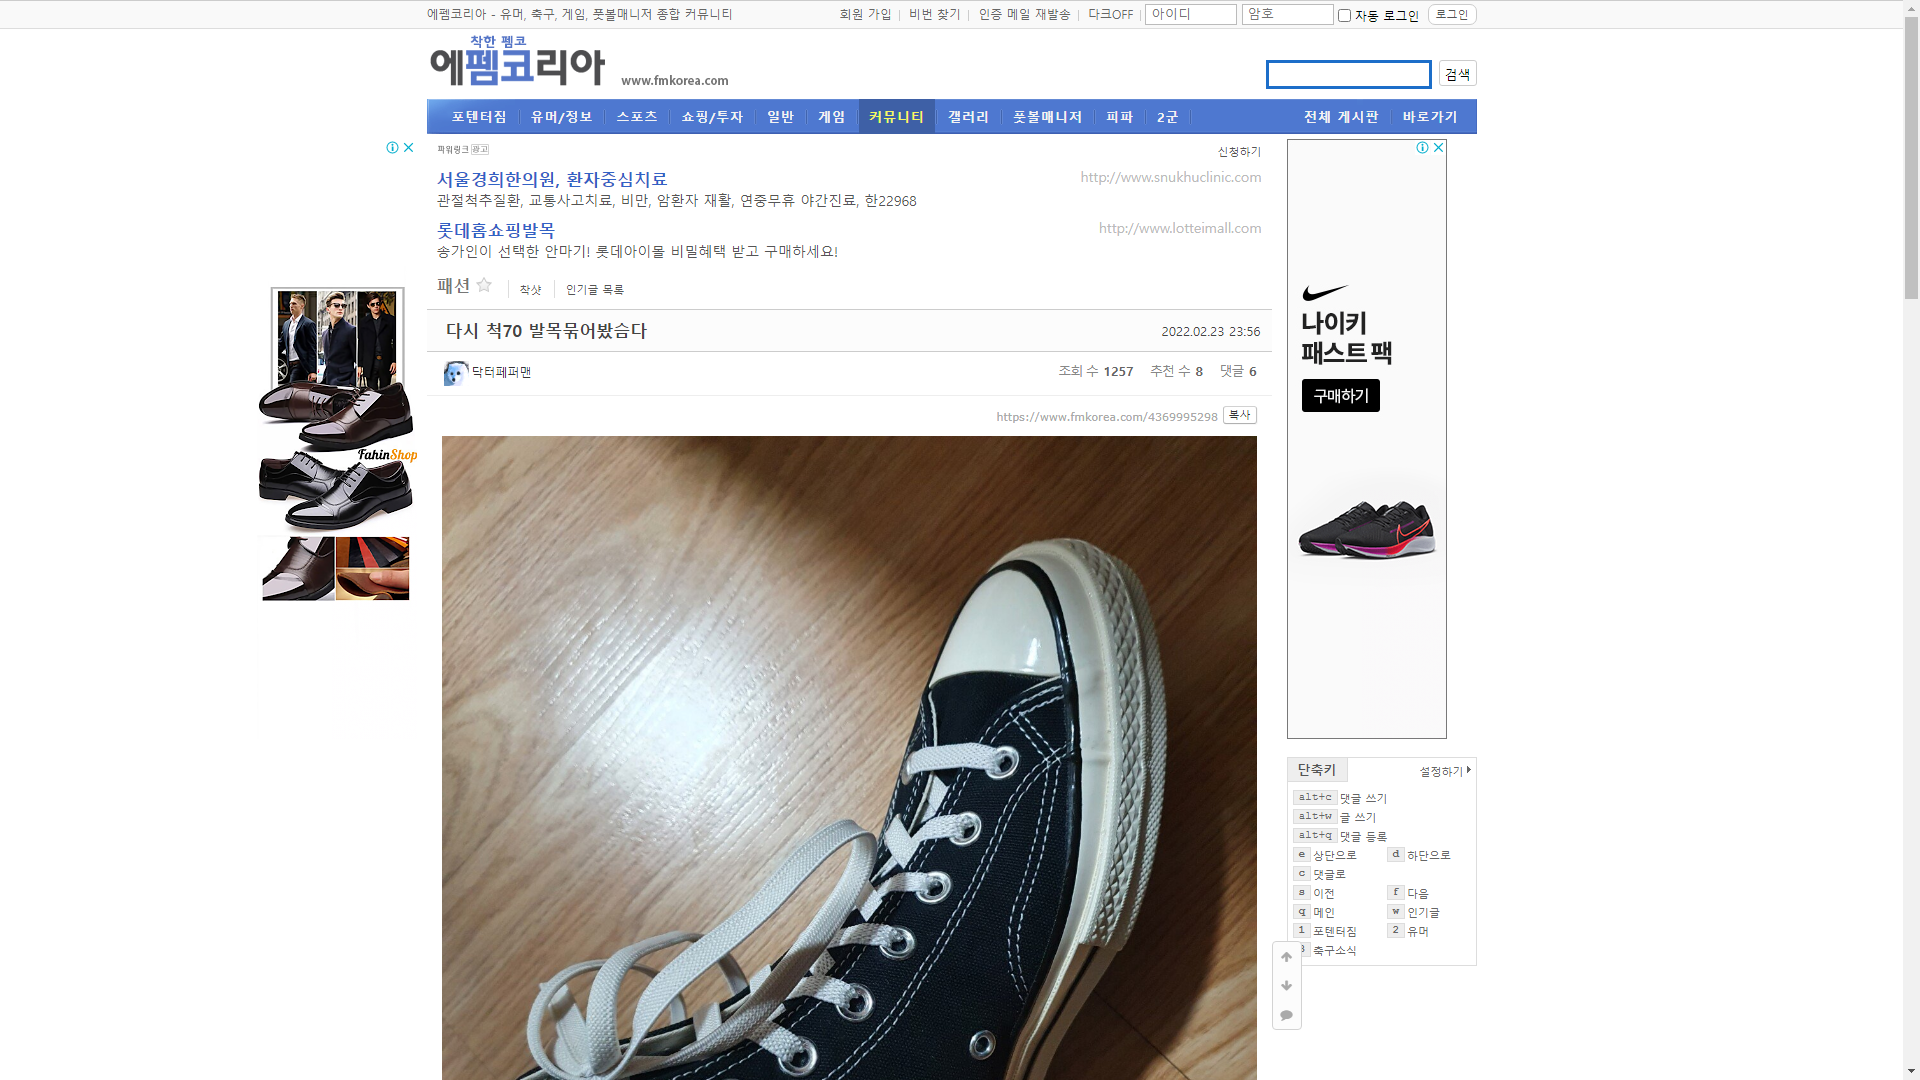 에펨코리아 - 유머, 축구, 게임, 풋볼매니저 종합 커뮤니티
회원 가입 비번 찾기 인증 메일 재발송 다크OFF 아이디 암호 자동 로그인 로그인
착한 펨코
에펨코리아 www.fmkorea.com
검색
포텐터짐 유머/정보 스포츠 쇼핑/투자 일반 게임 커뮤니티 갤러리 풋볼매니저 피파 2군 전체 게시판 바로가기
파워링크 광고 신청하기
서울경희한의원, 환자중심치료 http://www.snukhuclinic.com
관절척추질환, 교통사고치료, 비만, 암환자 재활, 연중무휴 야간진료, 한22968
롯데홈쇼핑발목 http://www.lotteimall.com
송가인이 선택한 안마기! 롯데아이몰 비밀혜택 받고 구매하세요!
패션 착샷 인기글 목록
다시 척70 발목묶어봤슴다 2022.02.23 23:56
닥터페퍼맨 조회 수 1257 추천 수 8 댓글 6
https://www.fmkorea.com/4369995298 복사
FahinShop
나이키
패스트 팩
구매하기
단축키 설정하기
alt+c 댓글 쓰기
alt+w 글 쓰기
alt+q 댓글 등록
e 상단으로 d 하단으로
c 댓글로
s 이전 f 다음
q 메인 w 인기글
1 포텐터짐 2 유머
3 축구소식